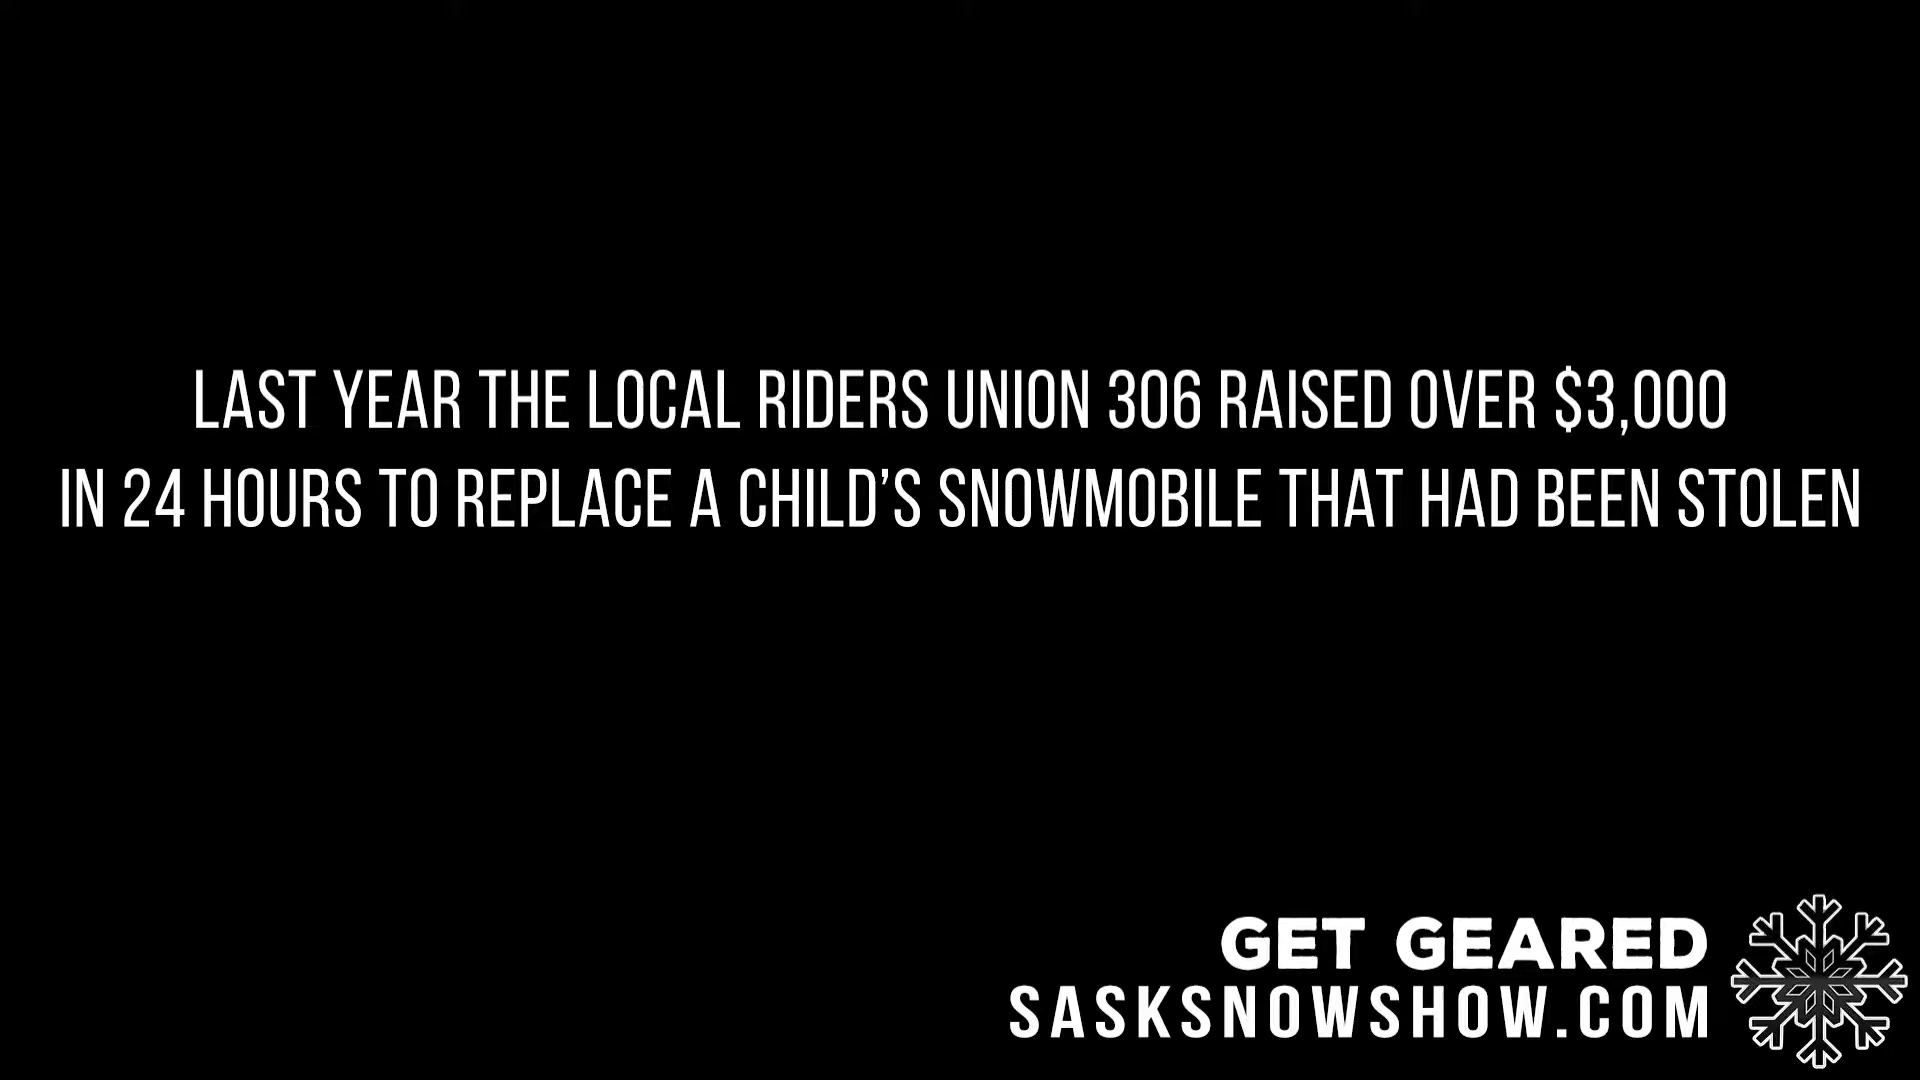 LAST YEAR THE LOCAL RIDERS UNION 306 RAISED OVER $3,000
IN 24 HOURS TO REPLACE A CHILD’S SNOWMOBILE THAT HAD BEEN STOLEN
GET GEARED
SASKSNOWSHOW.COM